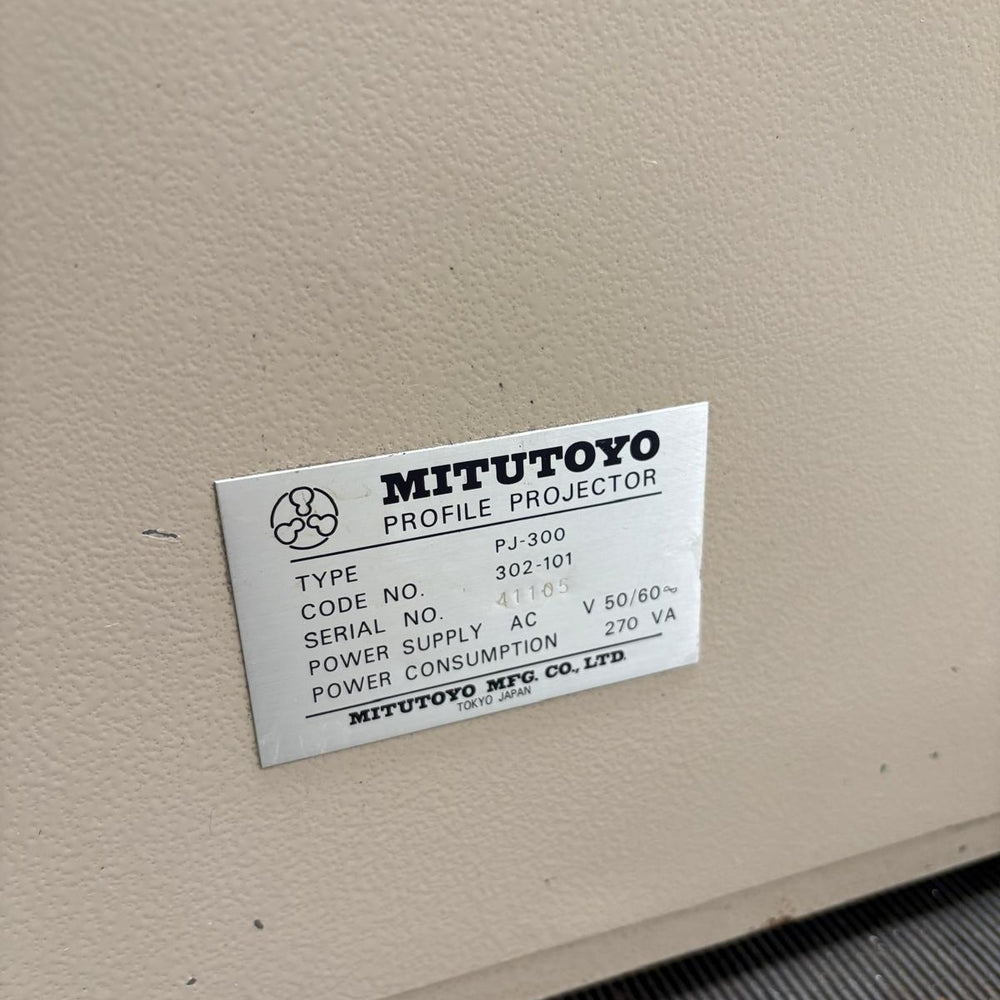 MITUTOYO
PROFILE PROJECTOR
TYPE PJ-300
CODE NO. 302-101
SERIAL NO. 41105
POWER SUPPLY AC V 50/60~
POWER CONSUMPTION 270 VA
MITUTOYO MFG. CO., LTD.
TOKYO JAPAN